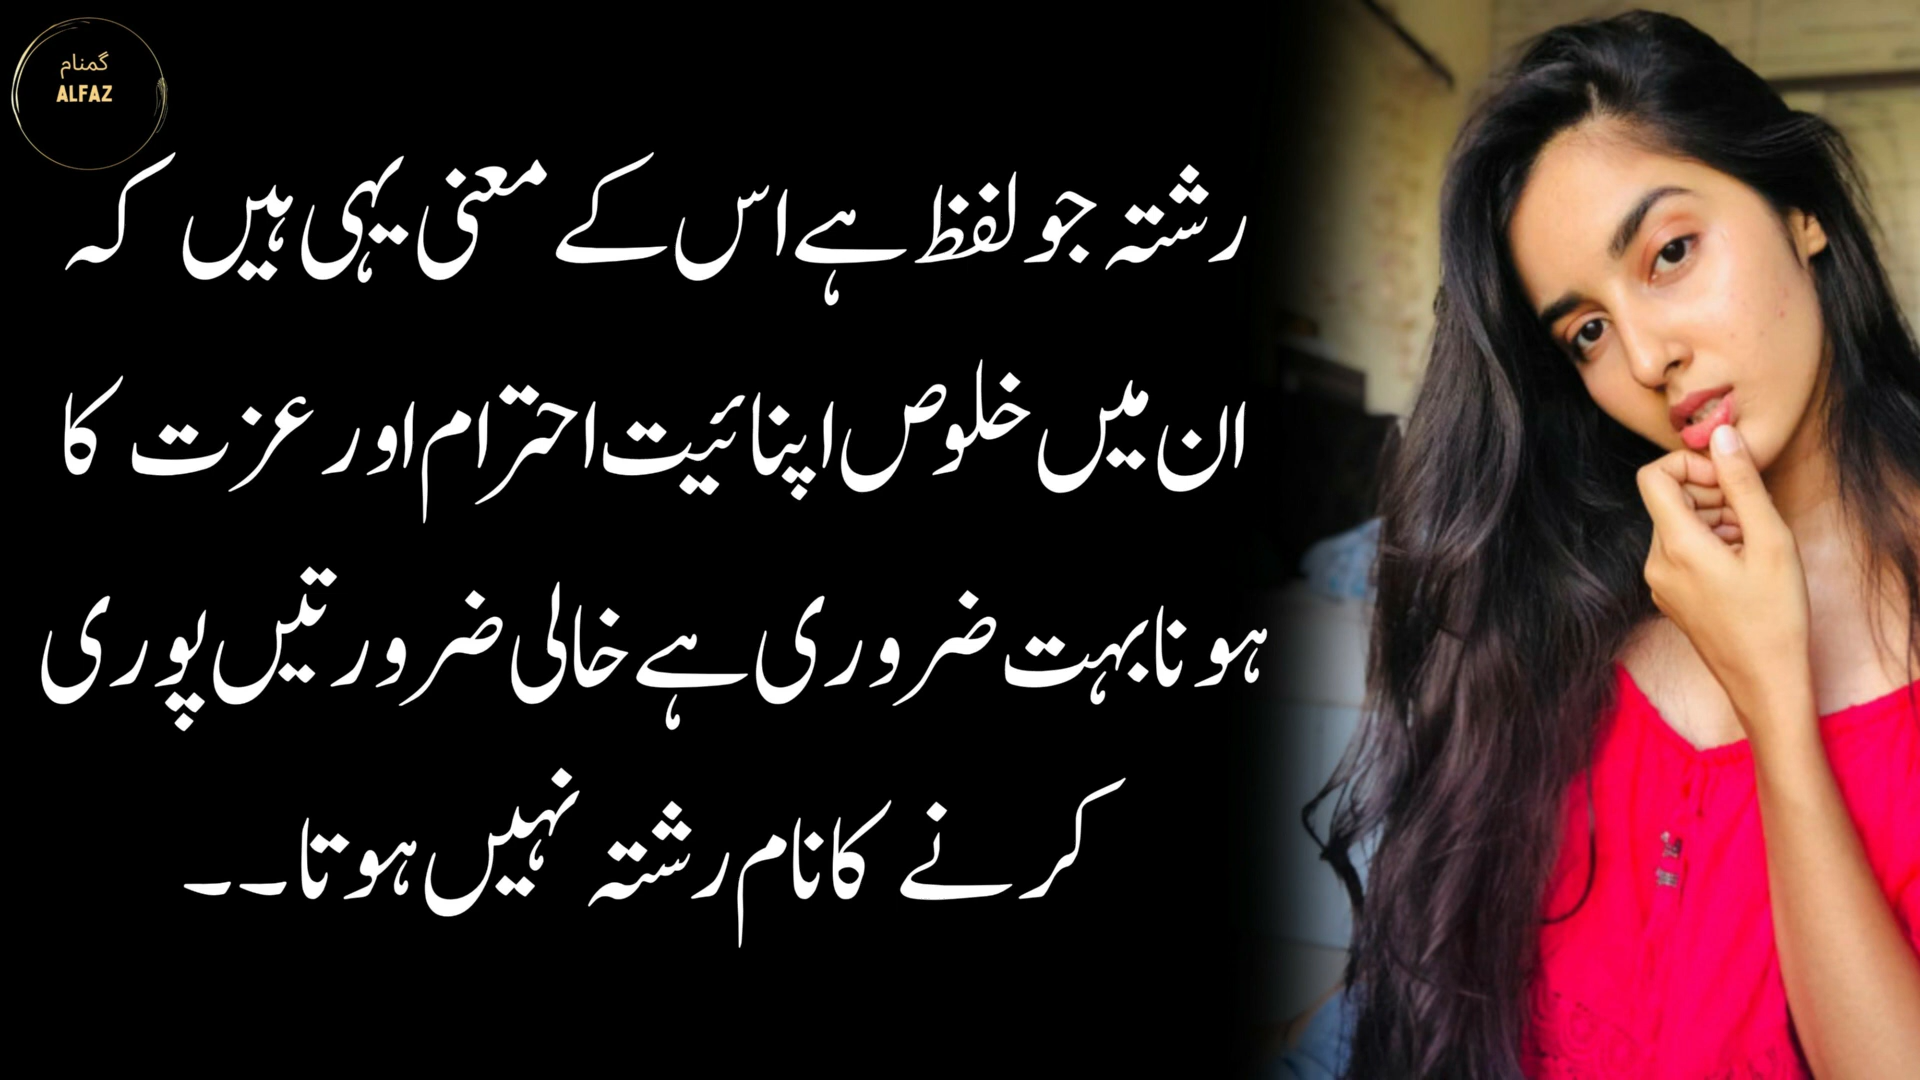 گمنام
ALFAZ
رشتہ جو لفظ ہے اس کے معنی یہی ہیں کہ
ان میں خلوص اپنائیت احترام اور عزت کا
ہونا بہت ضروری ہے خالی ضرورتیں پوری
کرنے کا نام رشتہ نہیں ہوتا۔۔